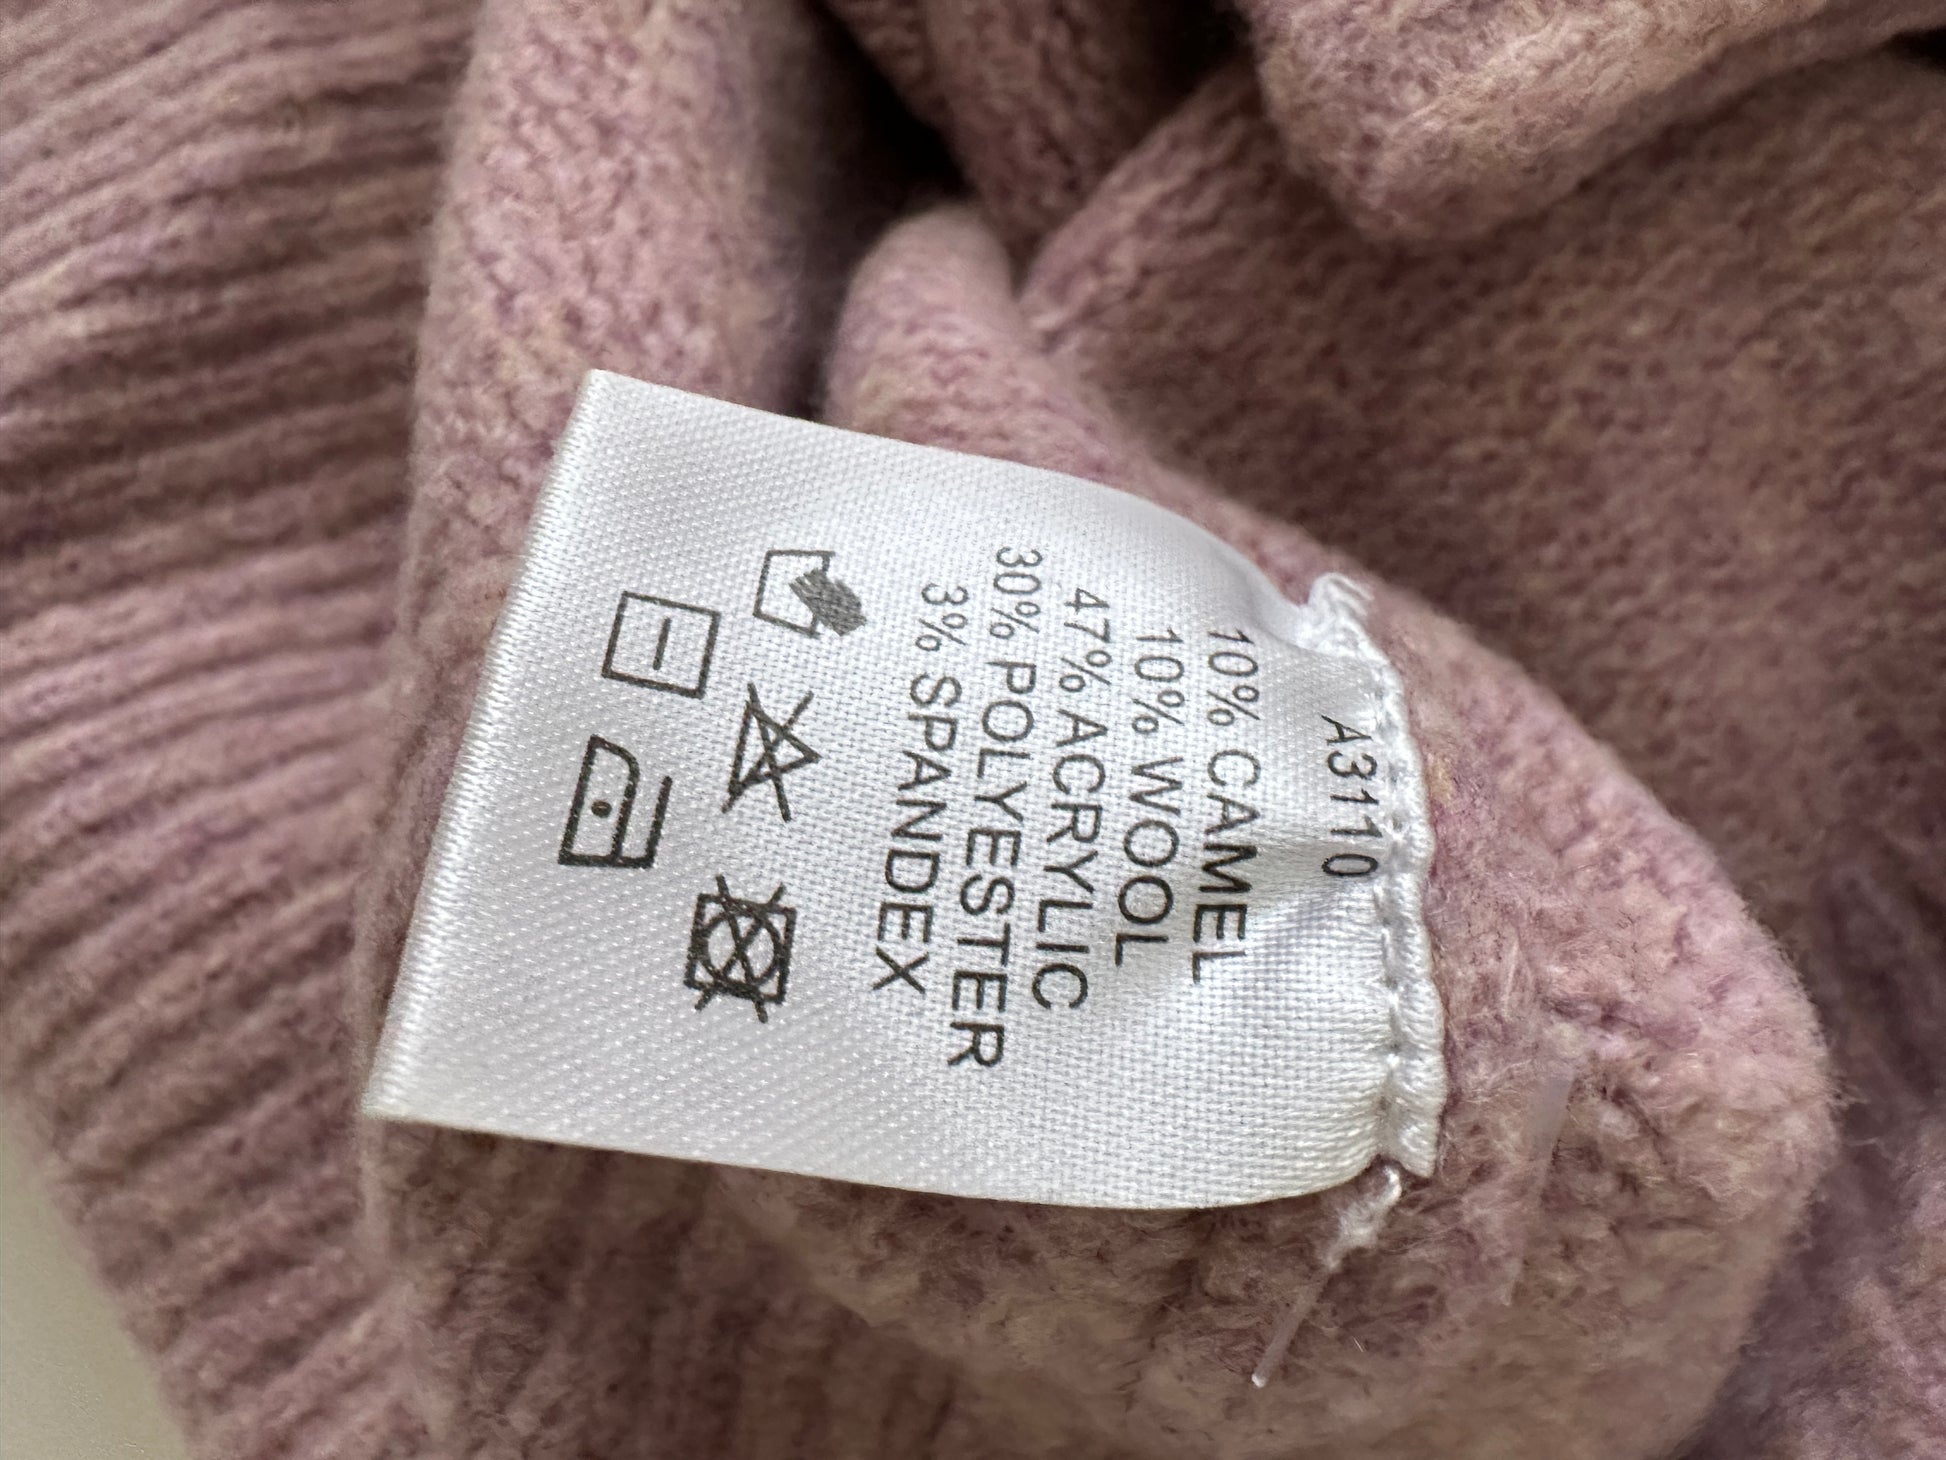 A3110
10% CAMEL
10% WOOL
47% ACRYLIC
30% POLYESTER
3% SPANDEX